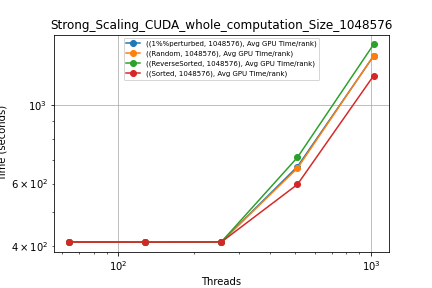 Strong_Scaling_CUDA_whole_computation_Size_1048576
((1%%perturbed, 1048576), Avg GPU Time/rank)
((Random, 1048576), Avg GPU Time/rank)
((ReverseSorted, 1048576), Avg GPU Time/rank)
((Sorted, 1048576), Avg GPU Time/rank)
Time (seconds)
10³
6 × 10²
4 × 10²
10² 10³
Threads